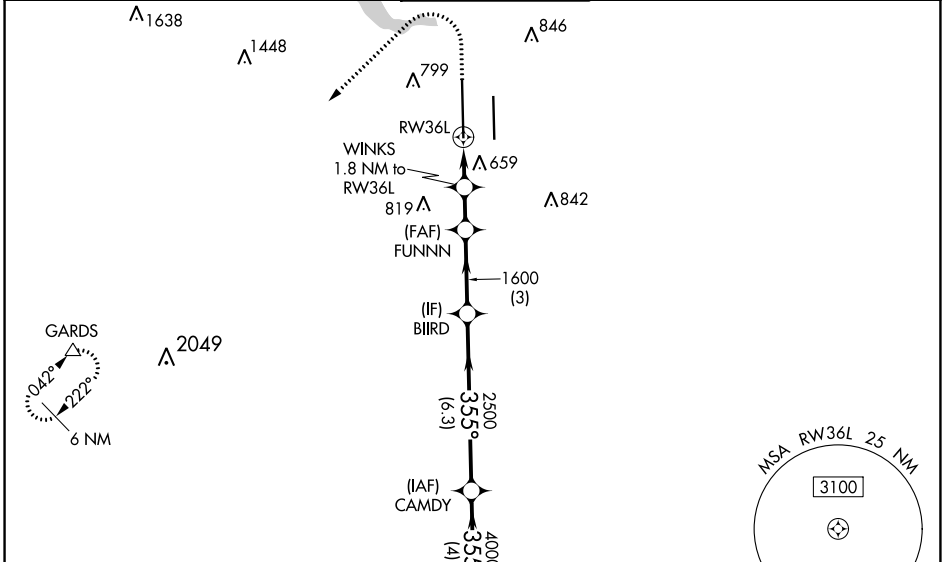 1638
1448
846
799
RW36L
WINKS
1.8 NM to
RW36L
659
819
842
(FAF)
FUNNN
1600
(3)
(IF)
BIIRD
GARDS
2049
042°
222°
6 NM
2500
355°
(6.3)
(IAF)
CAMDY
4000
355
(4)
MSA RW36L 25 NM
3100